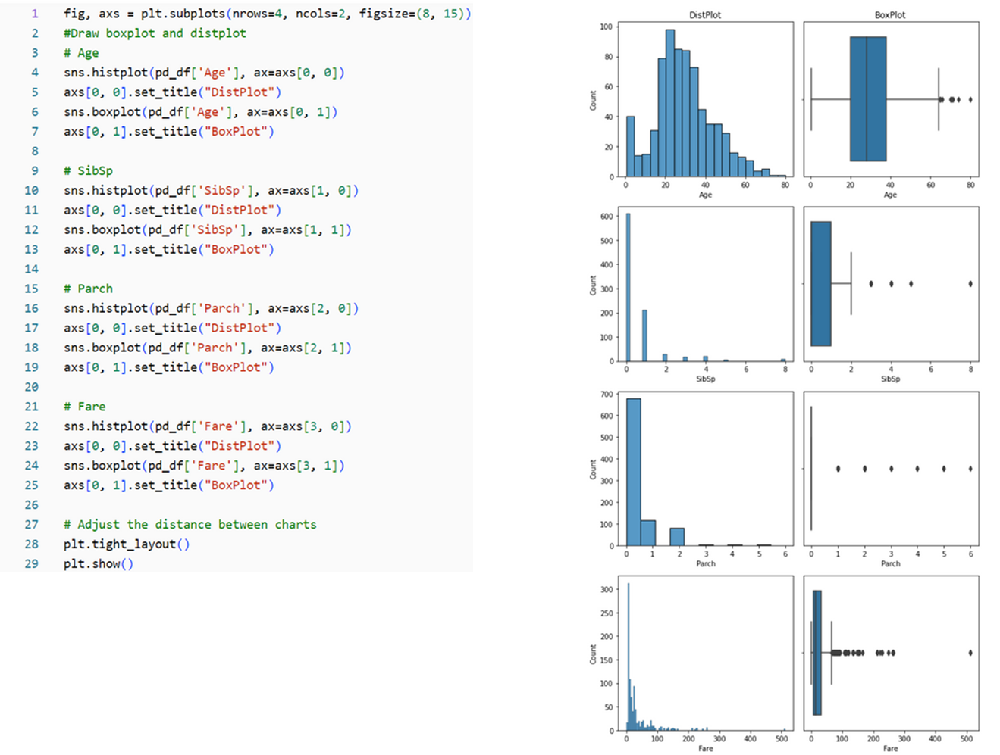 1 fig, axs = plt.subplots(nrows=4, ncols=2, figsize=(8, 15))
2 #Draw boxplot and distplot
3 # Age
4 sns.histplot(pd_df['Age'], ax=axs[0, 0])
5 axs[0, 0].set_title("DistPlot")
6 sns.boxplot(pd_df['Age'], ax=axs[0, 1])
7 axs[0, 1].set_title("BoxPlot")
8
9 # SibSp
10 sns.histplot(pd_df['SibSp'], ax=axs[1, 0])
11 axs[0, 0].set_title("DistPlot")
12 sns.boxplot(pd_df['SibSp'], ax=axs[1, 1])
13 axs[0, 1].set_title("BoxPlot")
14
15 # Parch
16 sns.histplot(pd_df['Parch'], ax=axs[2, 0])
17 axs[0, 0].set_title("DistPlot")
18 sns.boxplot(pd_df['Parch'], ax=axs[2, 1])
19 axs[0, 1].set_title("BoxPlot")
20
21 # Fare
22 sns.histplot(pd_df['Fare'], ax=axs[3, 0])
23 axs[0, 0].set_title("DistPlot")
24 sns.boxplot(pd_df['Fare'], ax=axs[3, 1])
25 axs[0, 1].set_title("BoxPlot")
26
27 # Adjust the distance between charts
28 plt.tight_layout()
29 plt.show()
DistPlot
100
80
60
40
20
0
Count
0 20 40 60 80
Age
BoxPlot
0 20 40 60 80
Age
600
500
400
300
200
100
0
Count
0 2 4 6 8
SibSp
0 2 4 6 8
SibSp
700
600
500
400
300
200
100
0
Count
0 1 2 3 4 5 6
Parch
0 1 2 3 4 5 6
Parch
300
250
200
150
100
50
0
Count
0 100 200 300 400 500
Fare
0 100 200 300 400 500
Fare